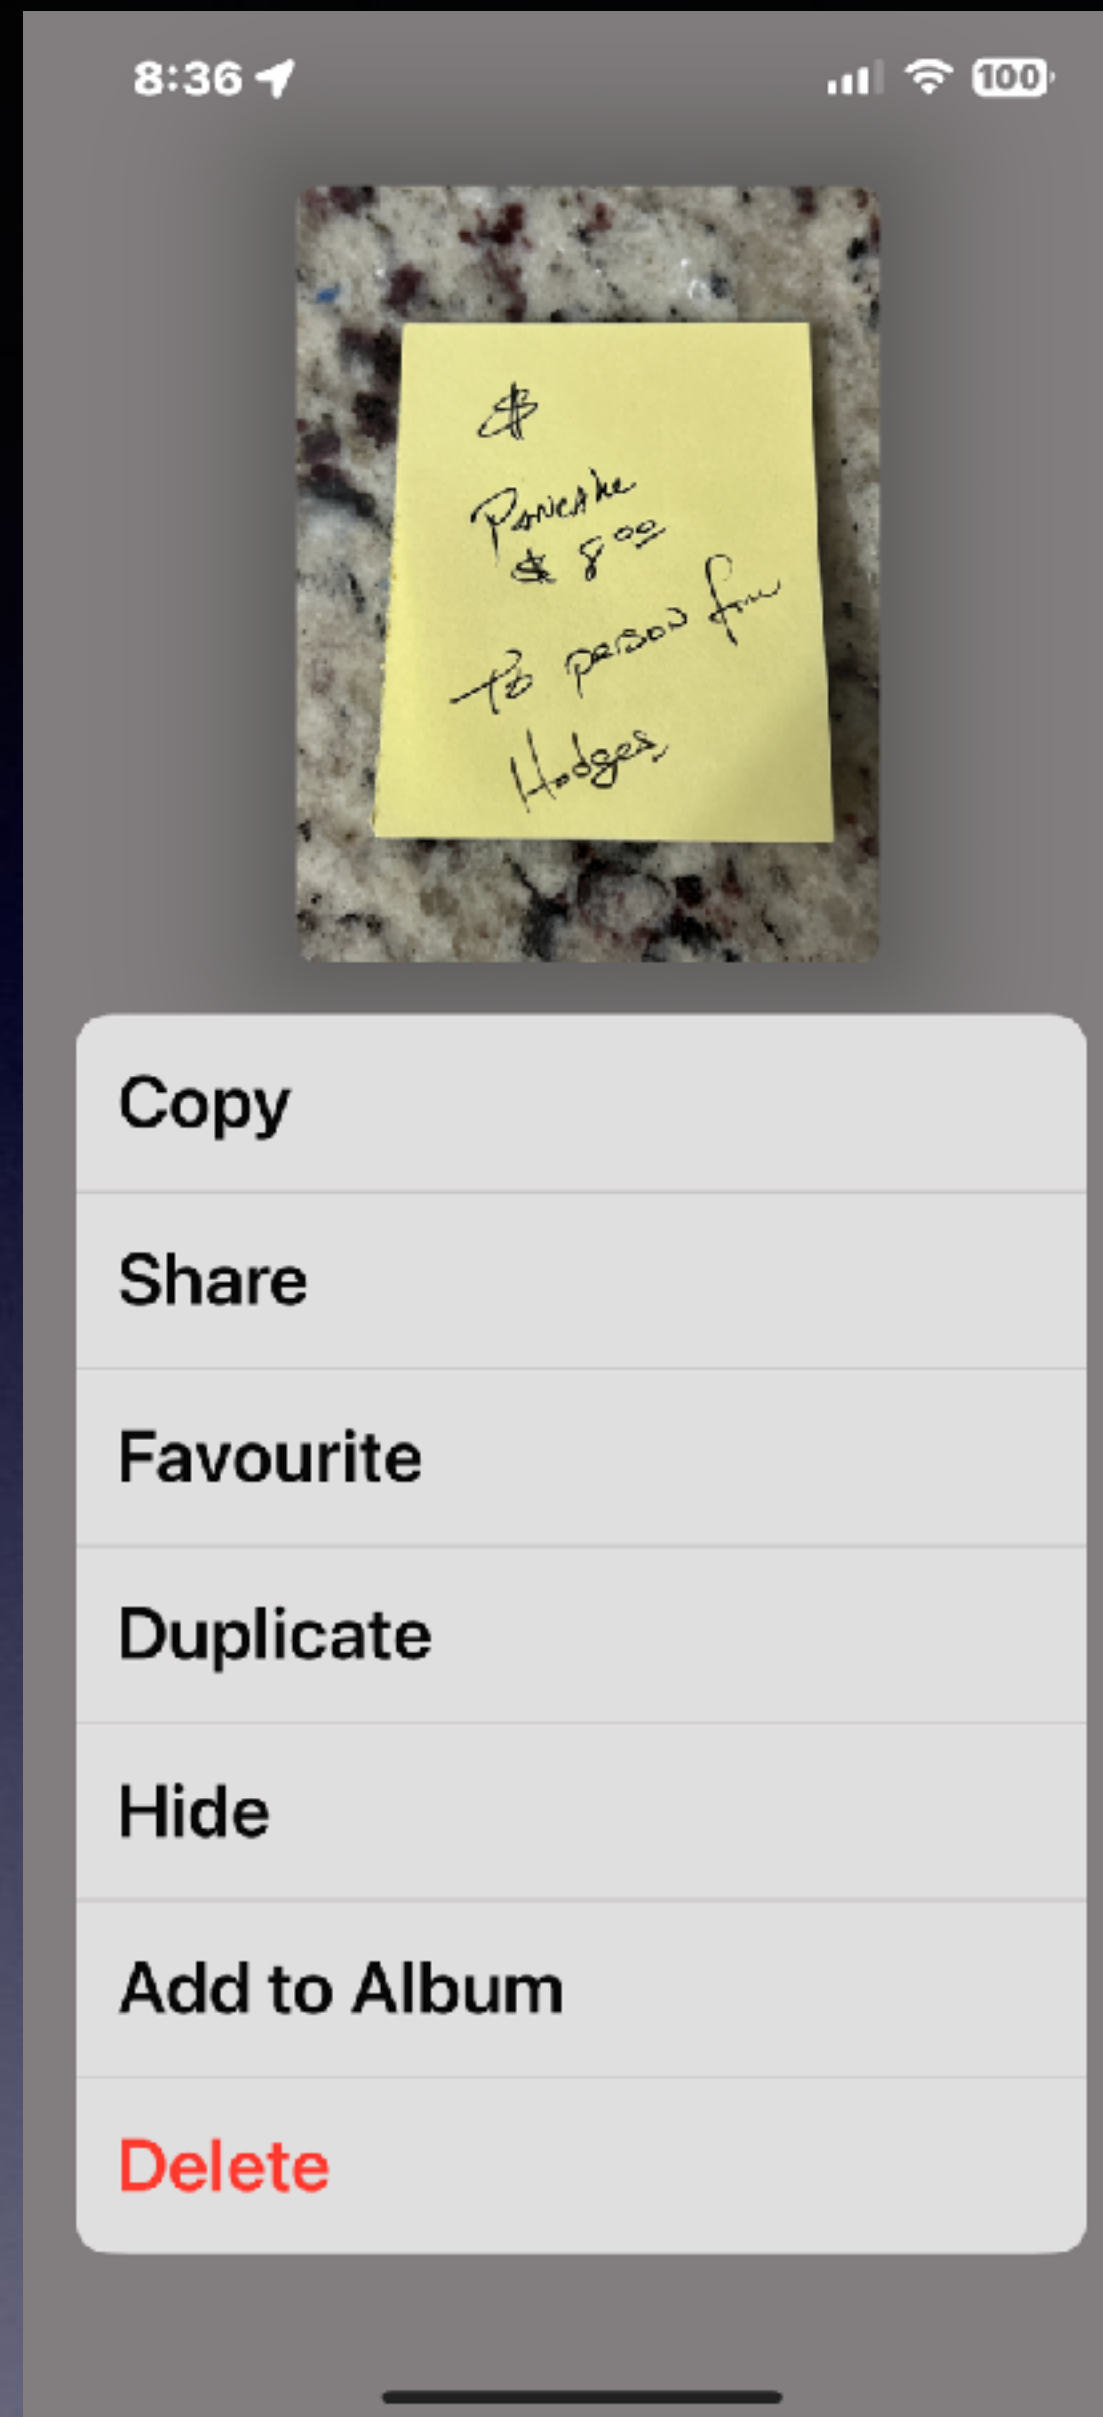 8:36
100
$
Pancake
$ 8.00
To person from
Hodges
Copy
Share
Favourite
Duplicate
Hide
Add to Album
Delete